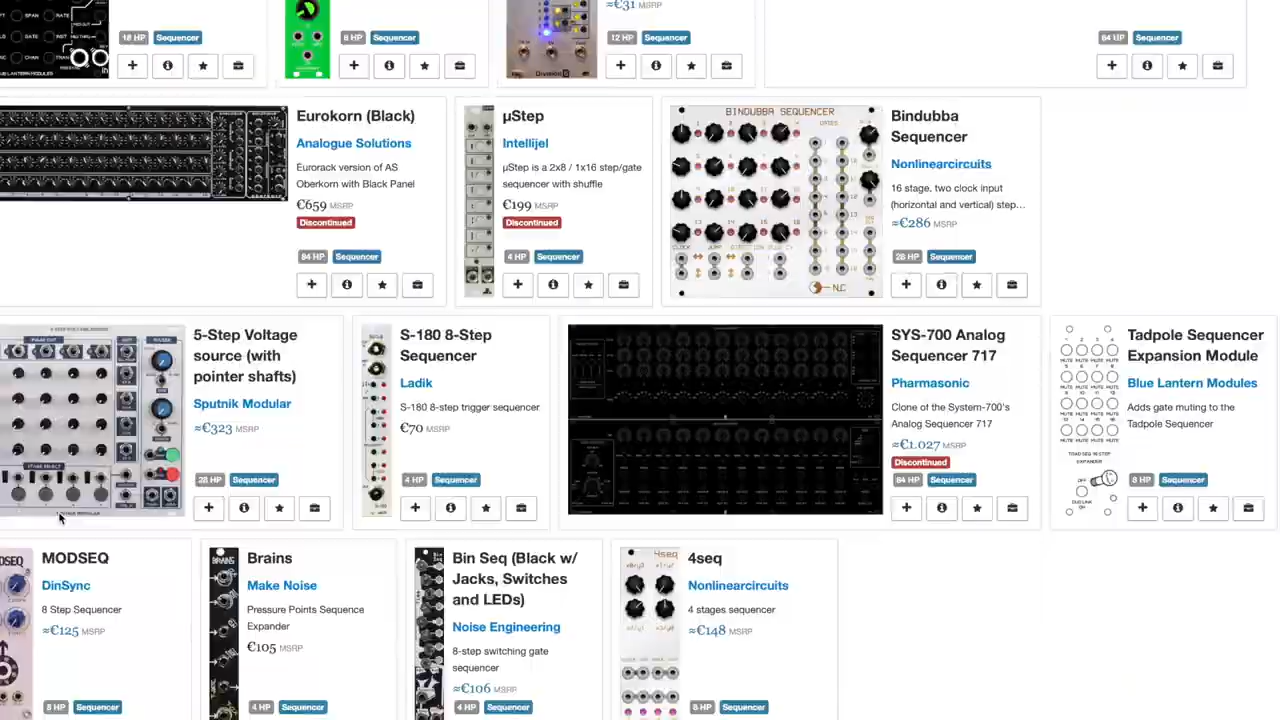 ≈€31 MSRP
18 HP Sequencer
8 HP Sequencer
12 HP Sequencer
84 HP Sequencer
Eurokorn (Black)
Analogue Solutions
Eurorack version of AS
Oberkorn with Black Panel
€659 MSRP
Discontinued
84 HP Sequencer
µStep
Intellijel
µStep is a 2x8 / 1x16 step/gate
sequencer with shuffle
€199 MSRP
Discontinued
4 HP Sequencer
BINDUBBA SEQUENCER
Bindubba
Sequencer
Nonlinearcircuits
16 stage, two clock input
(horizontal and vertical) step…
≈€286 MSRP
28 HP Sequencer
5-Step Voltage
source (with
pointer shafts)
Sputnik Modular
≈€323 MSRP
28 HP Sequencer
S-180 8-Step
Sequencer
Ladik
S-180 8-step trigger sequencer
€70 MSRP
4 HP Sequencer
SYS-700 Analog
Sequencer 717
Pharmasonic
Clone of the System-700's
Analog Sequencer 717
≈€1.027 MSRP
Discontinued
84 HP Sequencer
Tadpole Sequencer
Expansion Module
Blue Lantern Modules
Adds gate muting to the
Tadpole Sequencer
8 HP Sequencer
MODSEQ
DinSync
8 Step Sequencer
≈€125 MSRP
8 HP Sequencer
BRAINS
Brains
Make Noise
Pressure Points Sequence
Expander
€105 MSRP
4 HP Sequencer
Bin Seq (Black w/
Jacks, Switches
and LEDs)
Noise Engineering
8-step switching gate
sequencer
≈€106 MSRP
4 HP Sequencer
4seq
4seq
Nonlinearcircuits
4 stages sequencer
≈€148 MSRP
8 HP Sequencer